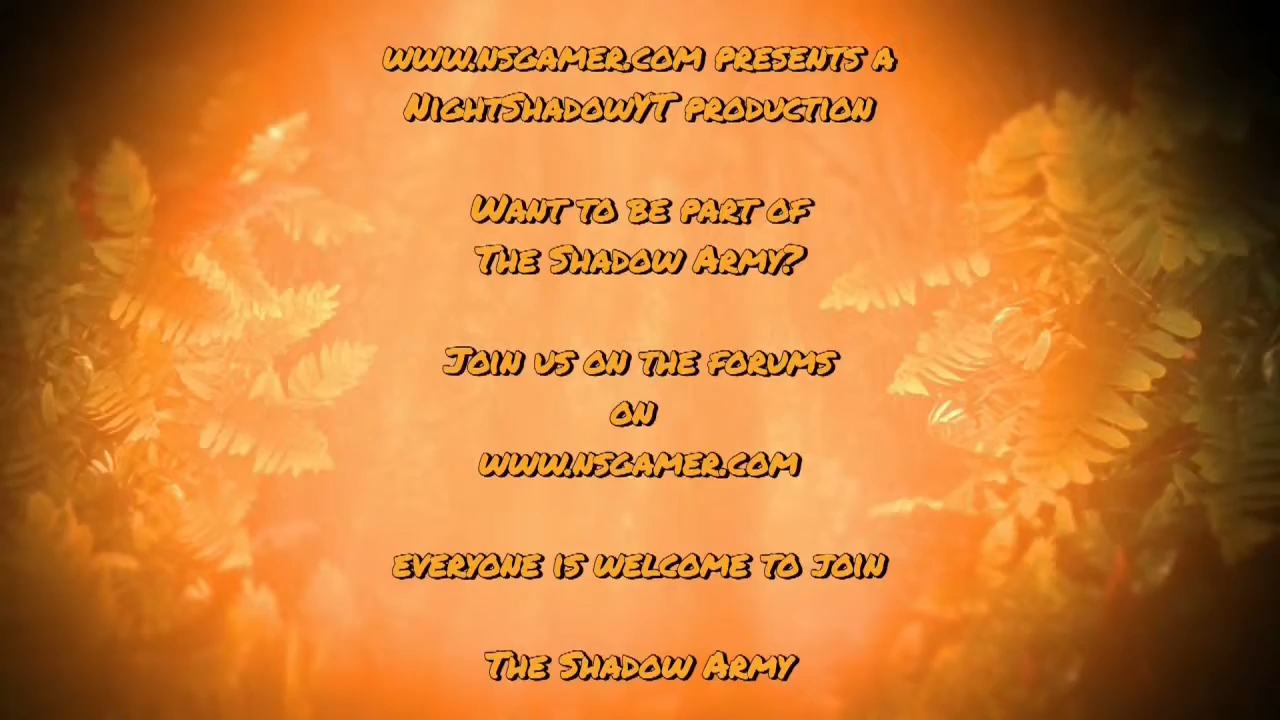 www.nsgamer.com presents a
NightShadowYT production
Want to be part of
The Shadow Army?
Join us on the forums
on
www.nsgamer.com
everyone is welcome to join
The Shadow Army